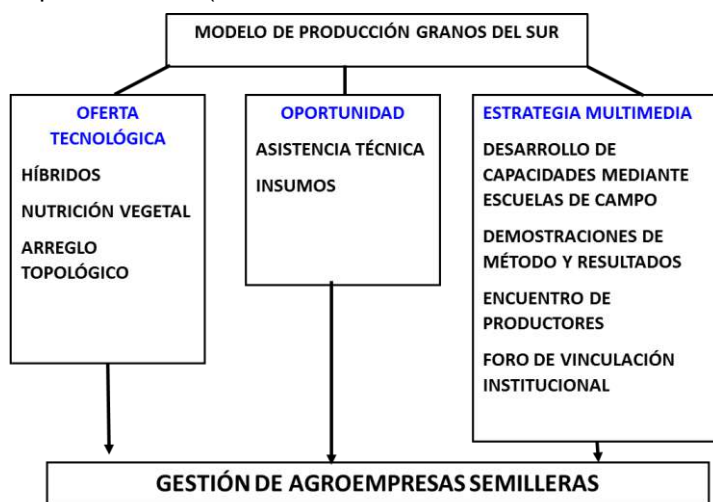 MODELO DE PRODUCCIÓN GRANOS DEL SUR
OFERTA
TECNOLÓGICA
HÍBRIDOS
NUTRICIÓN VEGETAL
ARREGLO
TOPOLÓGICO
OPORTUNIDAD
ASISTENCIA TÉCNICA
INSUMOS
ESTRATEGIA MULTIMEDIA
DESARROLLO DE
CAPACIDADES MEDIANTE
ESCUELAS DE CAMPO
DEMOSTRACIONES DE
MÉTODO Y RESULTADOS
ENCUENTRO DE
PRODUCTORES
FORO DE VINCULACIÓN
INSTITUCIONAL
GESTIÓN DE AGROEMPRESAS SEMILLERAS